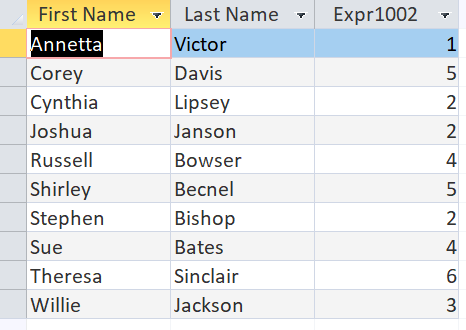 First Name Last Name Expr1002
Annetta Victor 1
Corey Davis 5
Cynthia Lipsey 2
Joshua Janson 2
Russell Bowser 4
Shirley Becnel 5
Stephen Bishop 2
Sue Bates 4
Theresa Sinclair 6
Willie Jackson 3